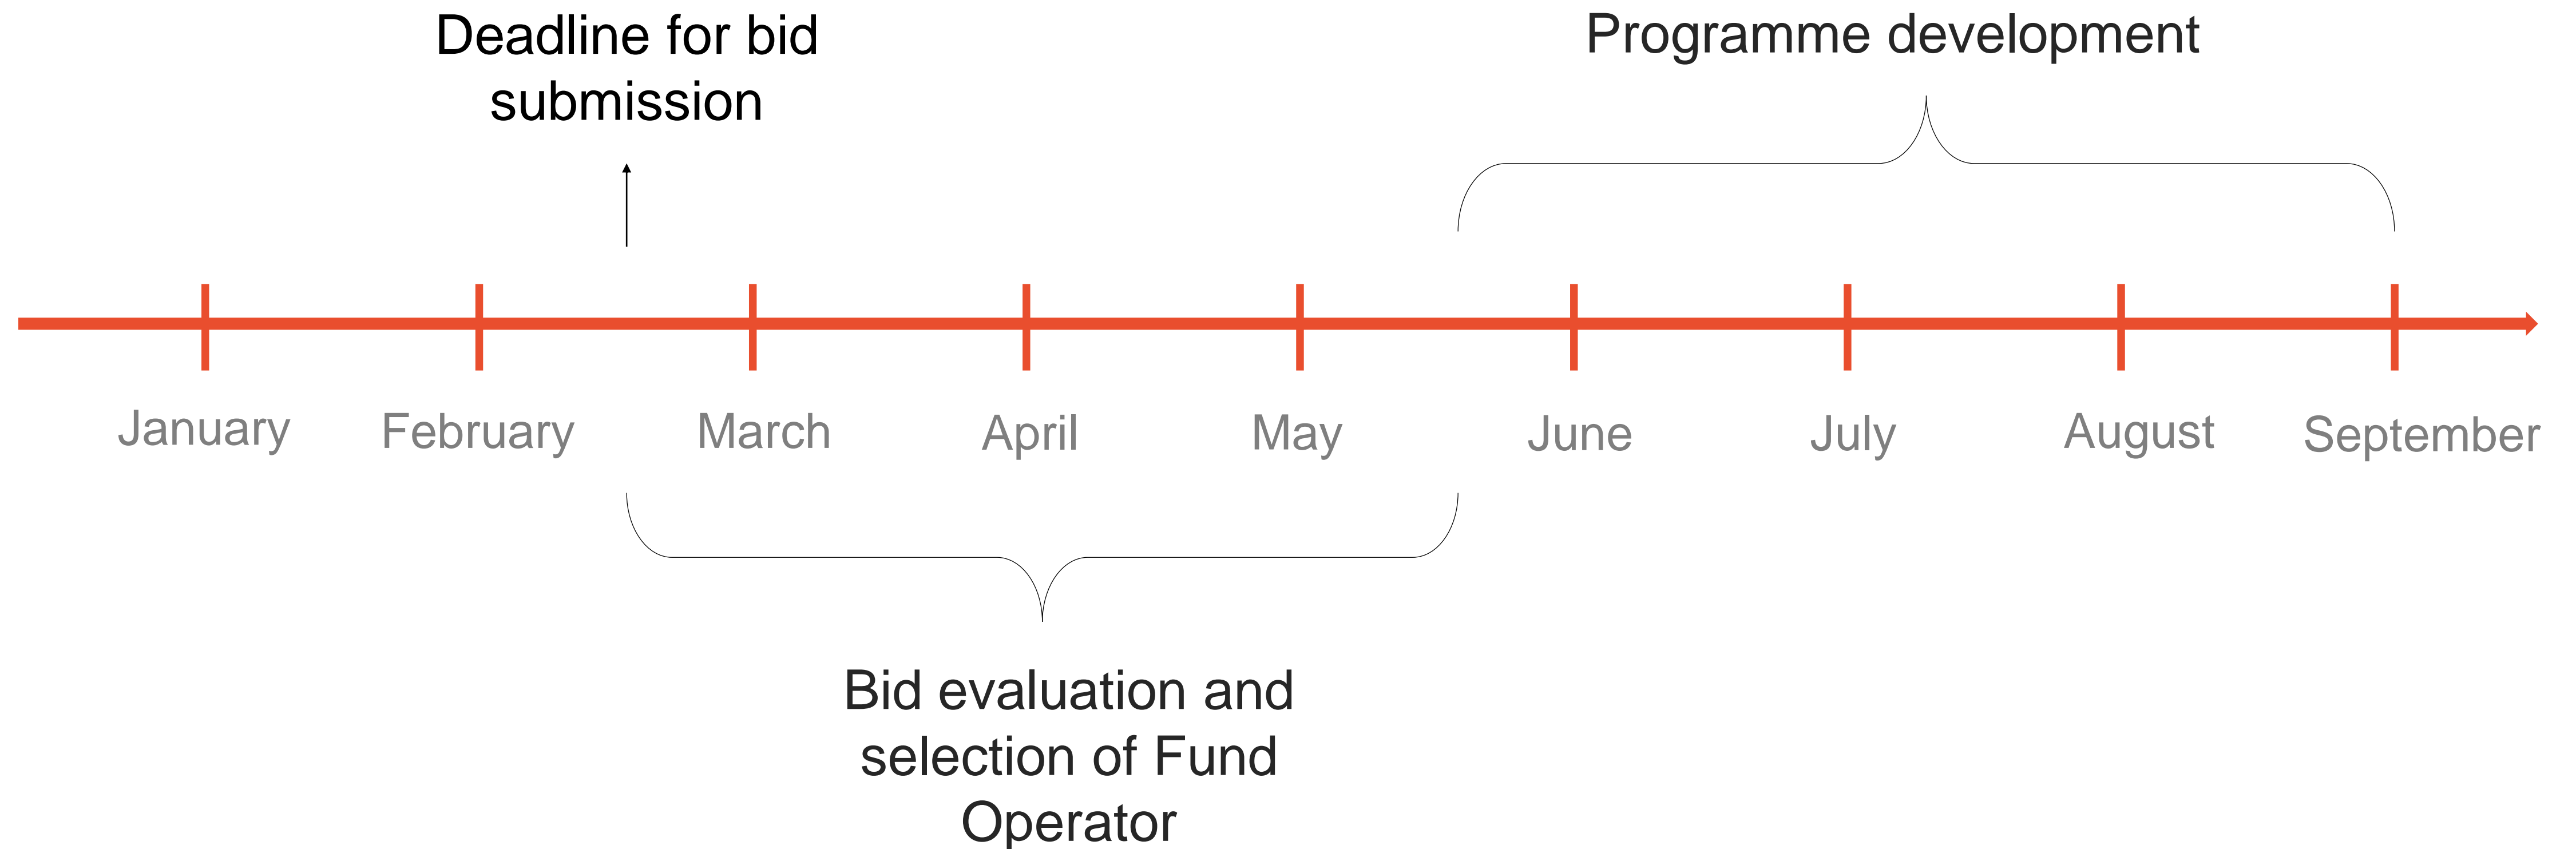 Deadline for bid
submission
Programme development
January
February
March
April
May
June
July
August
September
Bid evaluation and
selection of Fund
Operator